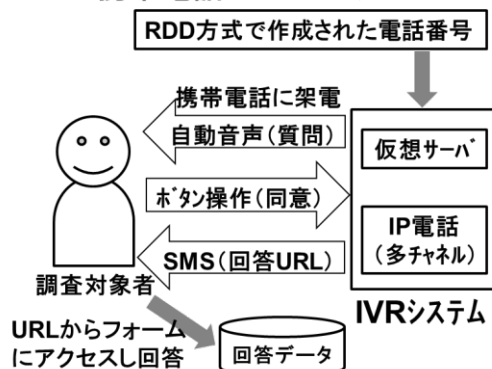 RDD方式で作成された電話番号
携帯電話に架電
自動音声(質問)
仮想サーバ
ボタン操作(同意)
IP電話
(多チャネル)
SMS(回答URL)
調査対象者
IVRシステム
URLからフォーム
にアクセスし回答
回答データ